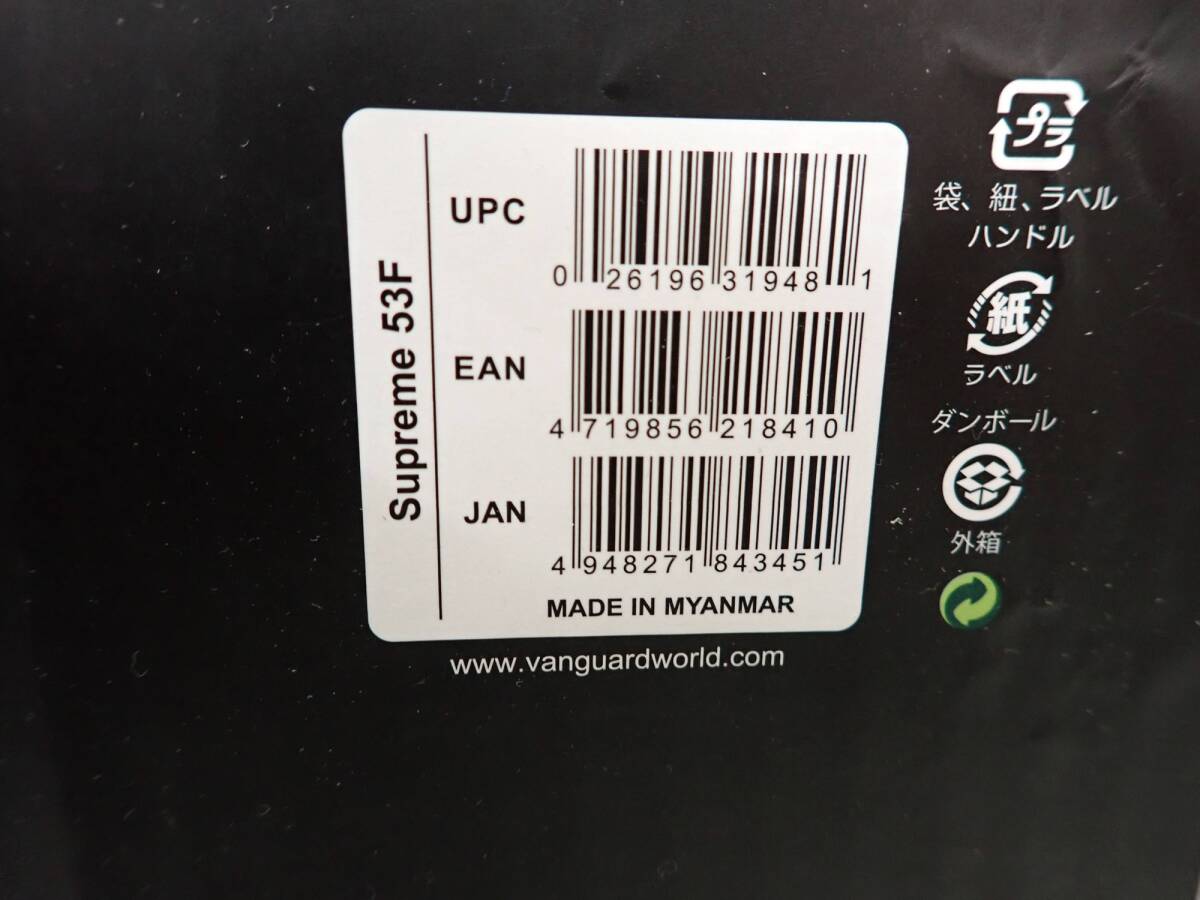 Supreme 53F
UPC
0 26196 31948 1
EAN
4 719856 218410
JAN
4 948271 843451
MADE IN MYANMAR
www.vanguardworld.com
プラ
袋、紐、ラベル
ハンドル
紙
ラベル
ダンボール
外箱